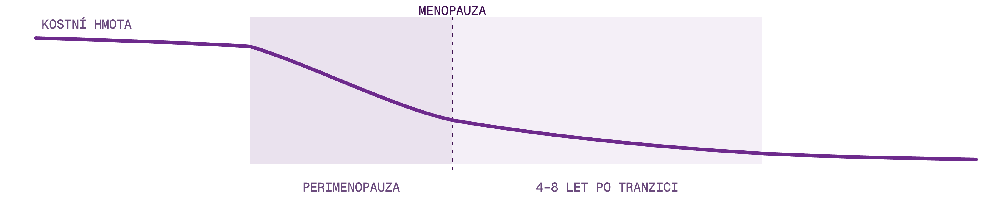 MENOPAUZA
KOSTNÍ HMOTA
PERIMENOPAUZA
4–8 LET PO TRANZICI